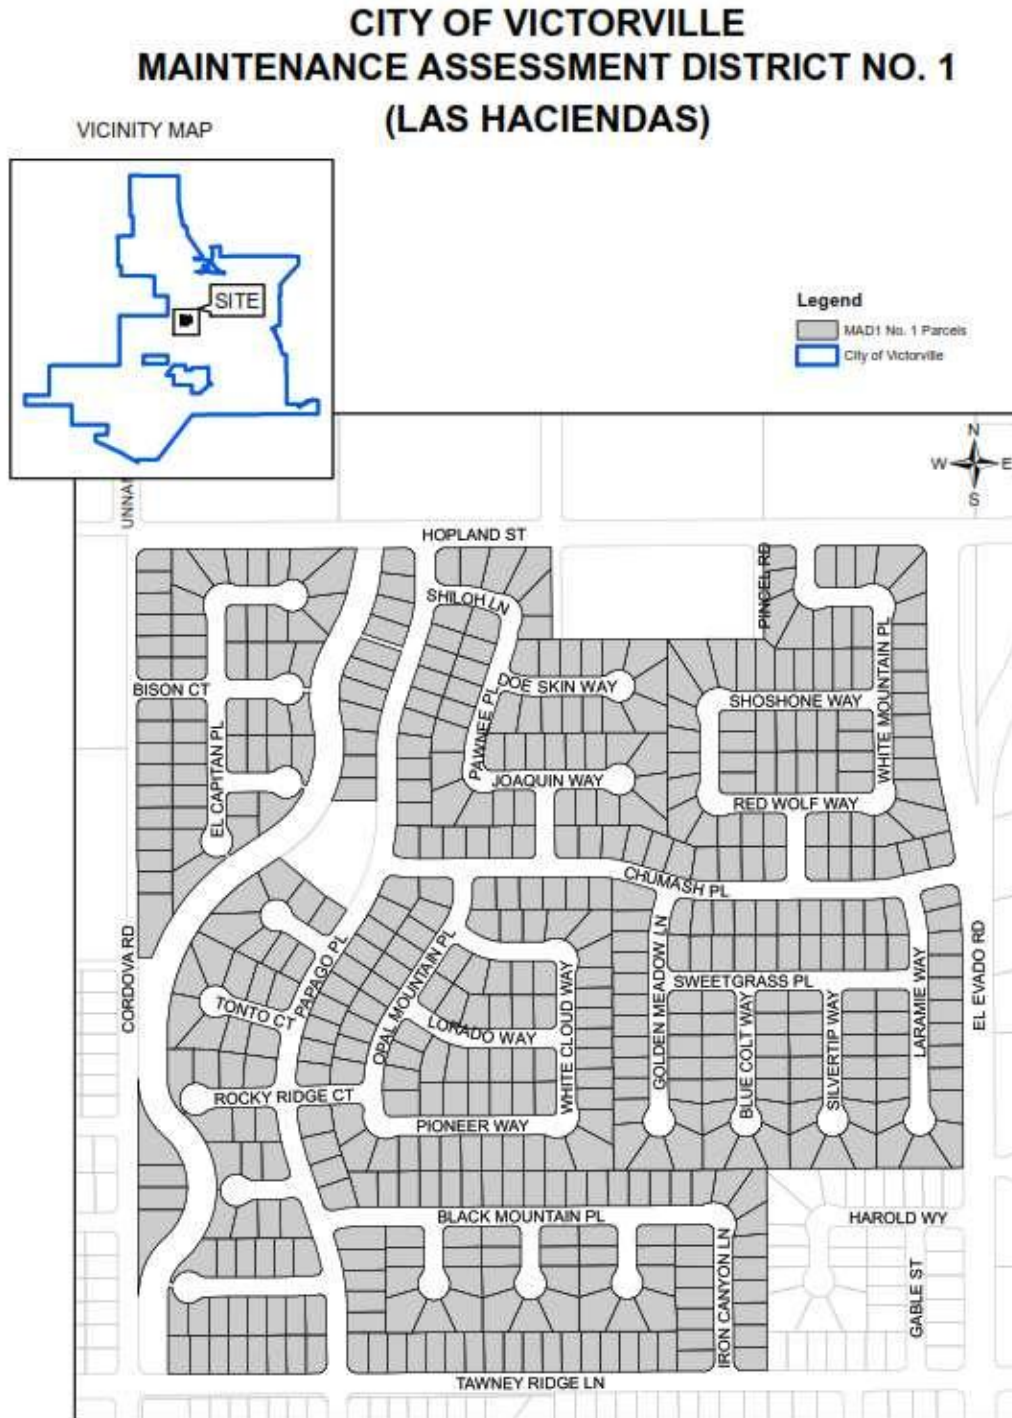 CITY OF VICTORVILLE
MAINTENANCE ASSESSMENT DISTRICT NO. 1
(LAS HACIENDAS)
VICINITY MAP
SITE
Legend
MAD1 No. 1 Parcels
City of Victorville
N
W
E
S
UNNA
HOPLAND ST
PINCEL RD
SHILOH LN
BISON CT
DOE SKIN WAY
SHOSHONE WAY
WHITE MOUNTAIN PL
PAWNEE PL
EL CAPITAN PL
JOAQUIN WAY
RED WOLF WAY
CHUMASH PL
CORDOVA RD
PAPAGO PL
OPAL MOUNTAIN PL
GOLDEN MEADOW LN
SWEETGRASS PL
LARAMIE WAY
EL EVADO RD
TONTO CT
LORADO WAY
WHITE CLOUD WAY
BLUE COLT WAY
SILVERTIP WAY
ROCKY RIDGE CT
PIONEER WAY
BLACK MOUNTAIN PL
HAROLD WY
IRON CANYON LN
GABLE ST
TAWNEY RIDGE LN